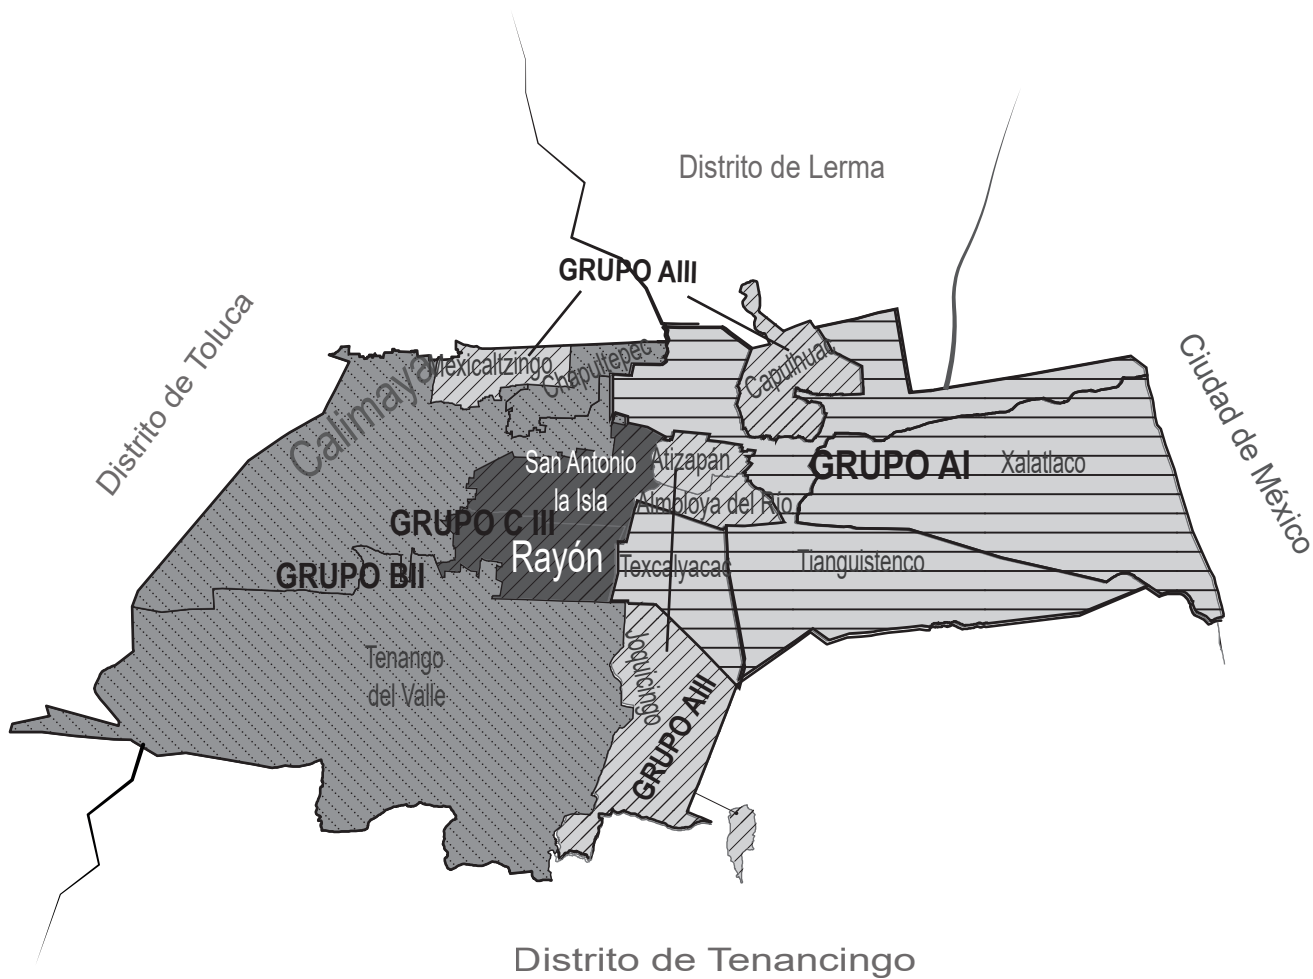 Distrito de Lerma
GRUPO AIII
Distrito de Toluca
Ciudad de México
Mexicaltzingo
Chapultepec
Capulhuac
Calimaya
San Antonio
la Isla
Atizapán
GRUPO AI
Xalatlaco
Almoloya del Río
GRUPO C III
Rayón
Texcalyacac
Tianguistenco
GRUPO BII
Tenango
del Valle
Joquicingo
GRUPO AIII
Distrito de Tenancingo